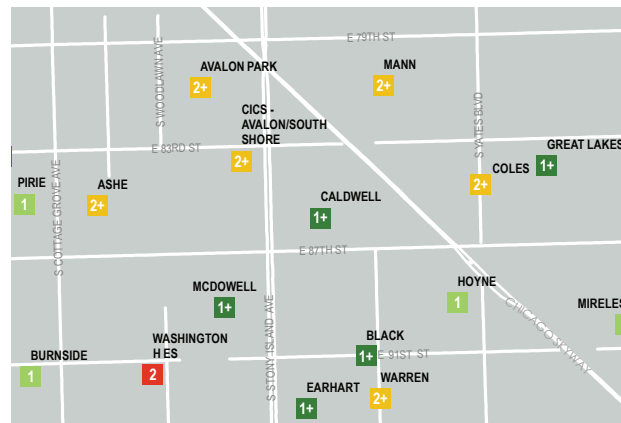 E 79TH ST
S WOODLAWN AVE
AVALON PARK
2+
MANN
2+
CICS -
AVALON/SOUTH
SHORE
2+
S YATES BLVD
E 83RD ST
GREAT LAKES
1+
COLES
2+
PIRIE
1
ASHE
2+
S COTTAGE GROVE AVE
CALDWELL
1+
E 87TH ST
MCDOWELL
1+
S STONY ISLAND AVE
HOYNE
1
CHICAGO SKYWAY
MIRELES
WASHINGTON
H ES
2
BURNSIDE
1
BLACK
1+
E 91ST ST
WARREN
2+
EARHART
1+